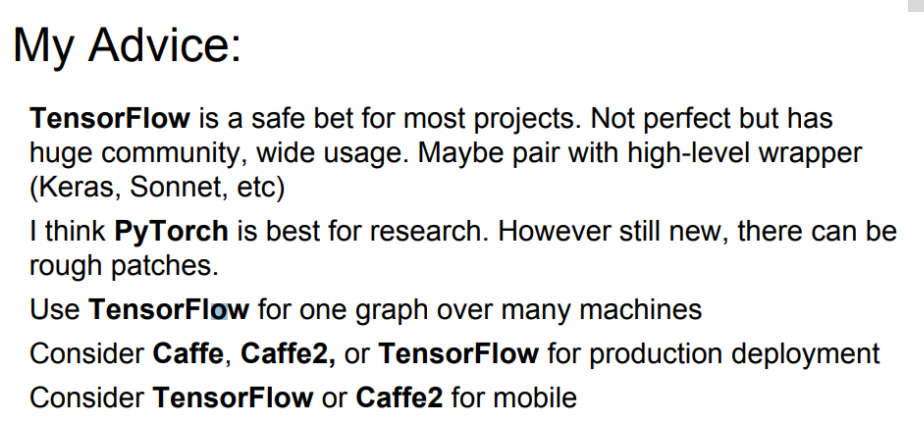 My Advice:
TensorFlow is a safe bet for most projects. Not perfect but has
huge community, wide usage. Maybe pair with high-level wrapper
(Keras, Sonnet, etc)
I think PyTorch is best for research. However still new, there can be
rough patches.
Use TensorFlow for one graph over many machines
Consider Caffe, Caffe2, or TensorFlow for production deployment
Consider TensorFlow or Caffe2 for mobile